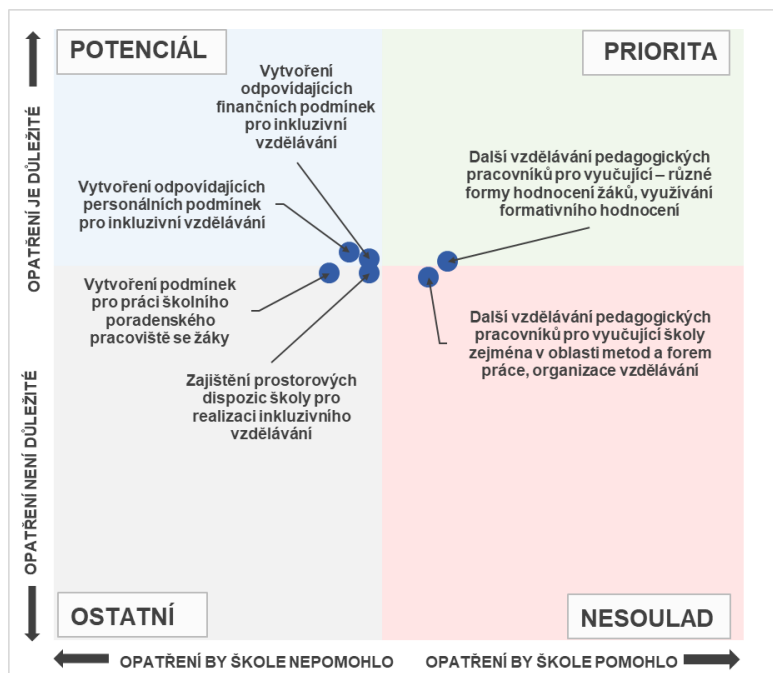 POTENCIÁL
PRIORITA
Vytvoření
odpovídajících
finančních podmínek
pro inkluzivní
vzdělávání
Další vzdělávání pedagogických
pracovníků pro vyučující – různé
formy hodnocení žáků, využívání
formativního hodnocení
Vytvoření odpovídajících
personálních podmínek
pro inkluzivní vzdělávání
Vytvoření podmínek
pro práci školního
poradenského
pracoviště se žáky
Další vzdělávání pedagogických
pracovníků pro vyučující školy
zejména v oblasti metod a forem
práce, organizace vzdělávání
Zajištění prostorových
dispozic školy pro
realizaci inkluzivního
vzdělávání
OPATŘENÍ JE DŮLEŽITÉ
OPATŘENÍ NENÍ DŮLEŽITÉ
OSTATNÍ
NESOULAD
OPATŘENÍ BY ŠKOLE NEPOMOHLO
OPATŘENÍ BY ŠKOLE POMOHLO